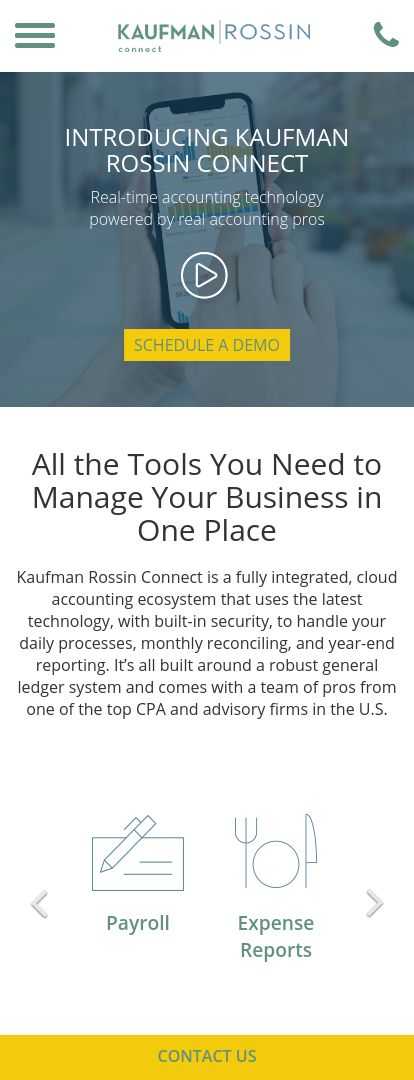 KAUFMAN ROSSIN
connect
INTRODUCING KAUFMAN
ROSSIN CONNECT
Real-time accounting technology
powered by real accounting pros
SCHEDULE A DEMO
All the Tools You Need to
Manage Your Business in
One Place
Kaufman Rossin Connect is a fully integrated, cloud
accounting ecosystem that uses the latest
technology, with built-in security, to handle your
daily processes, monthly reconciling, and year-end
reporting. It’s all built around a robust general
ledger system and comes with a team of pros from
one of the top CPA and advisory firms in the U.S.
Payroll
Expense
Reports
CONTACT US